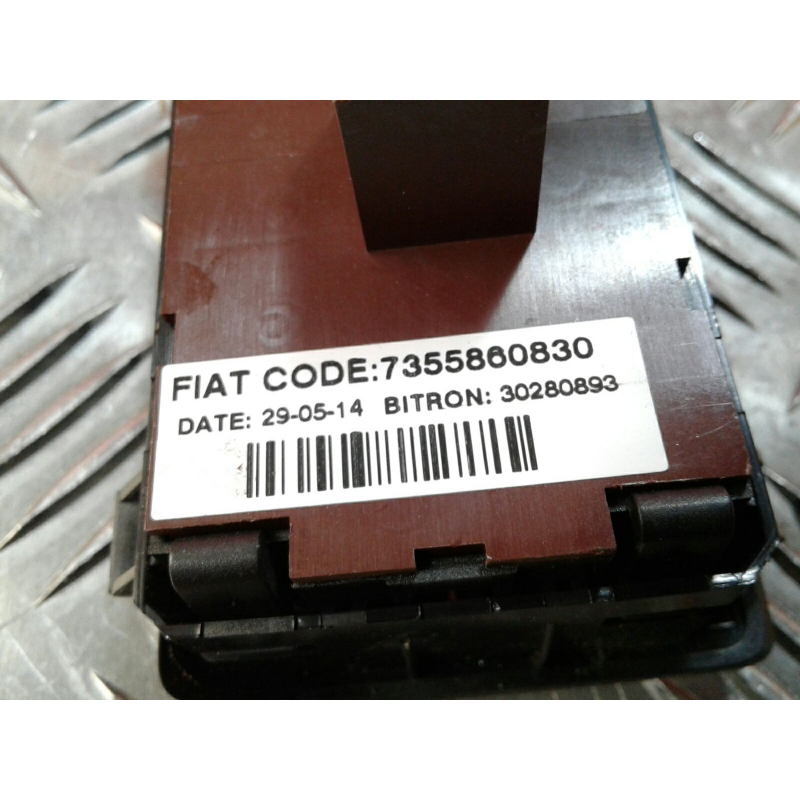 FIAT CODE:7355860830
DATE: 29-05-14 BITRON: 30280893